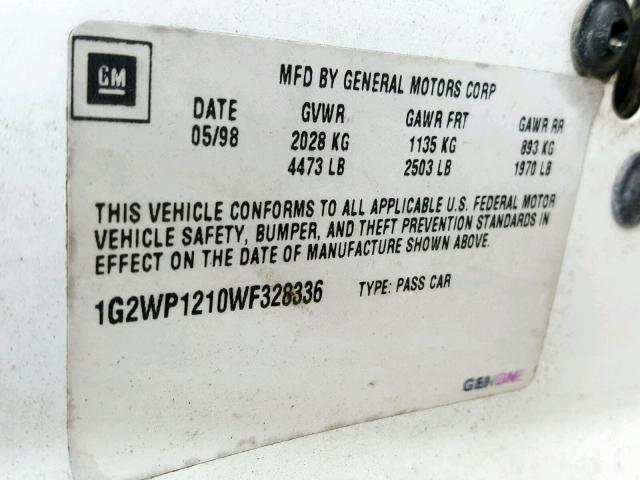 GM
MFD BY GENERAL MOTORS CORP
DATE GVWR GAWR FRT GAWR RR
05/98 2028 KG 1135 KG 893 KG
4473 LB 2503 LB 1970 LB
THIS VEHICLE CONFORMS TO ALL APPLICABLE U.S. FEDERAL MOTOR
VEHICLE SAFETY, BUMPER, AND THEFT PREVENTION STANDARDS IN
EFFECT ON THE DATE OF MANUFACTURE SHOWN ABOVE.
1G2WP1210WF328336 TYPE: PASS CAR